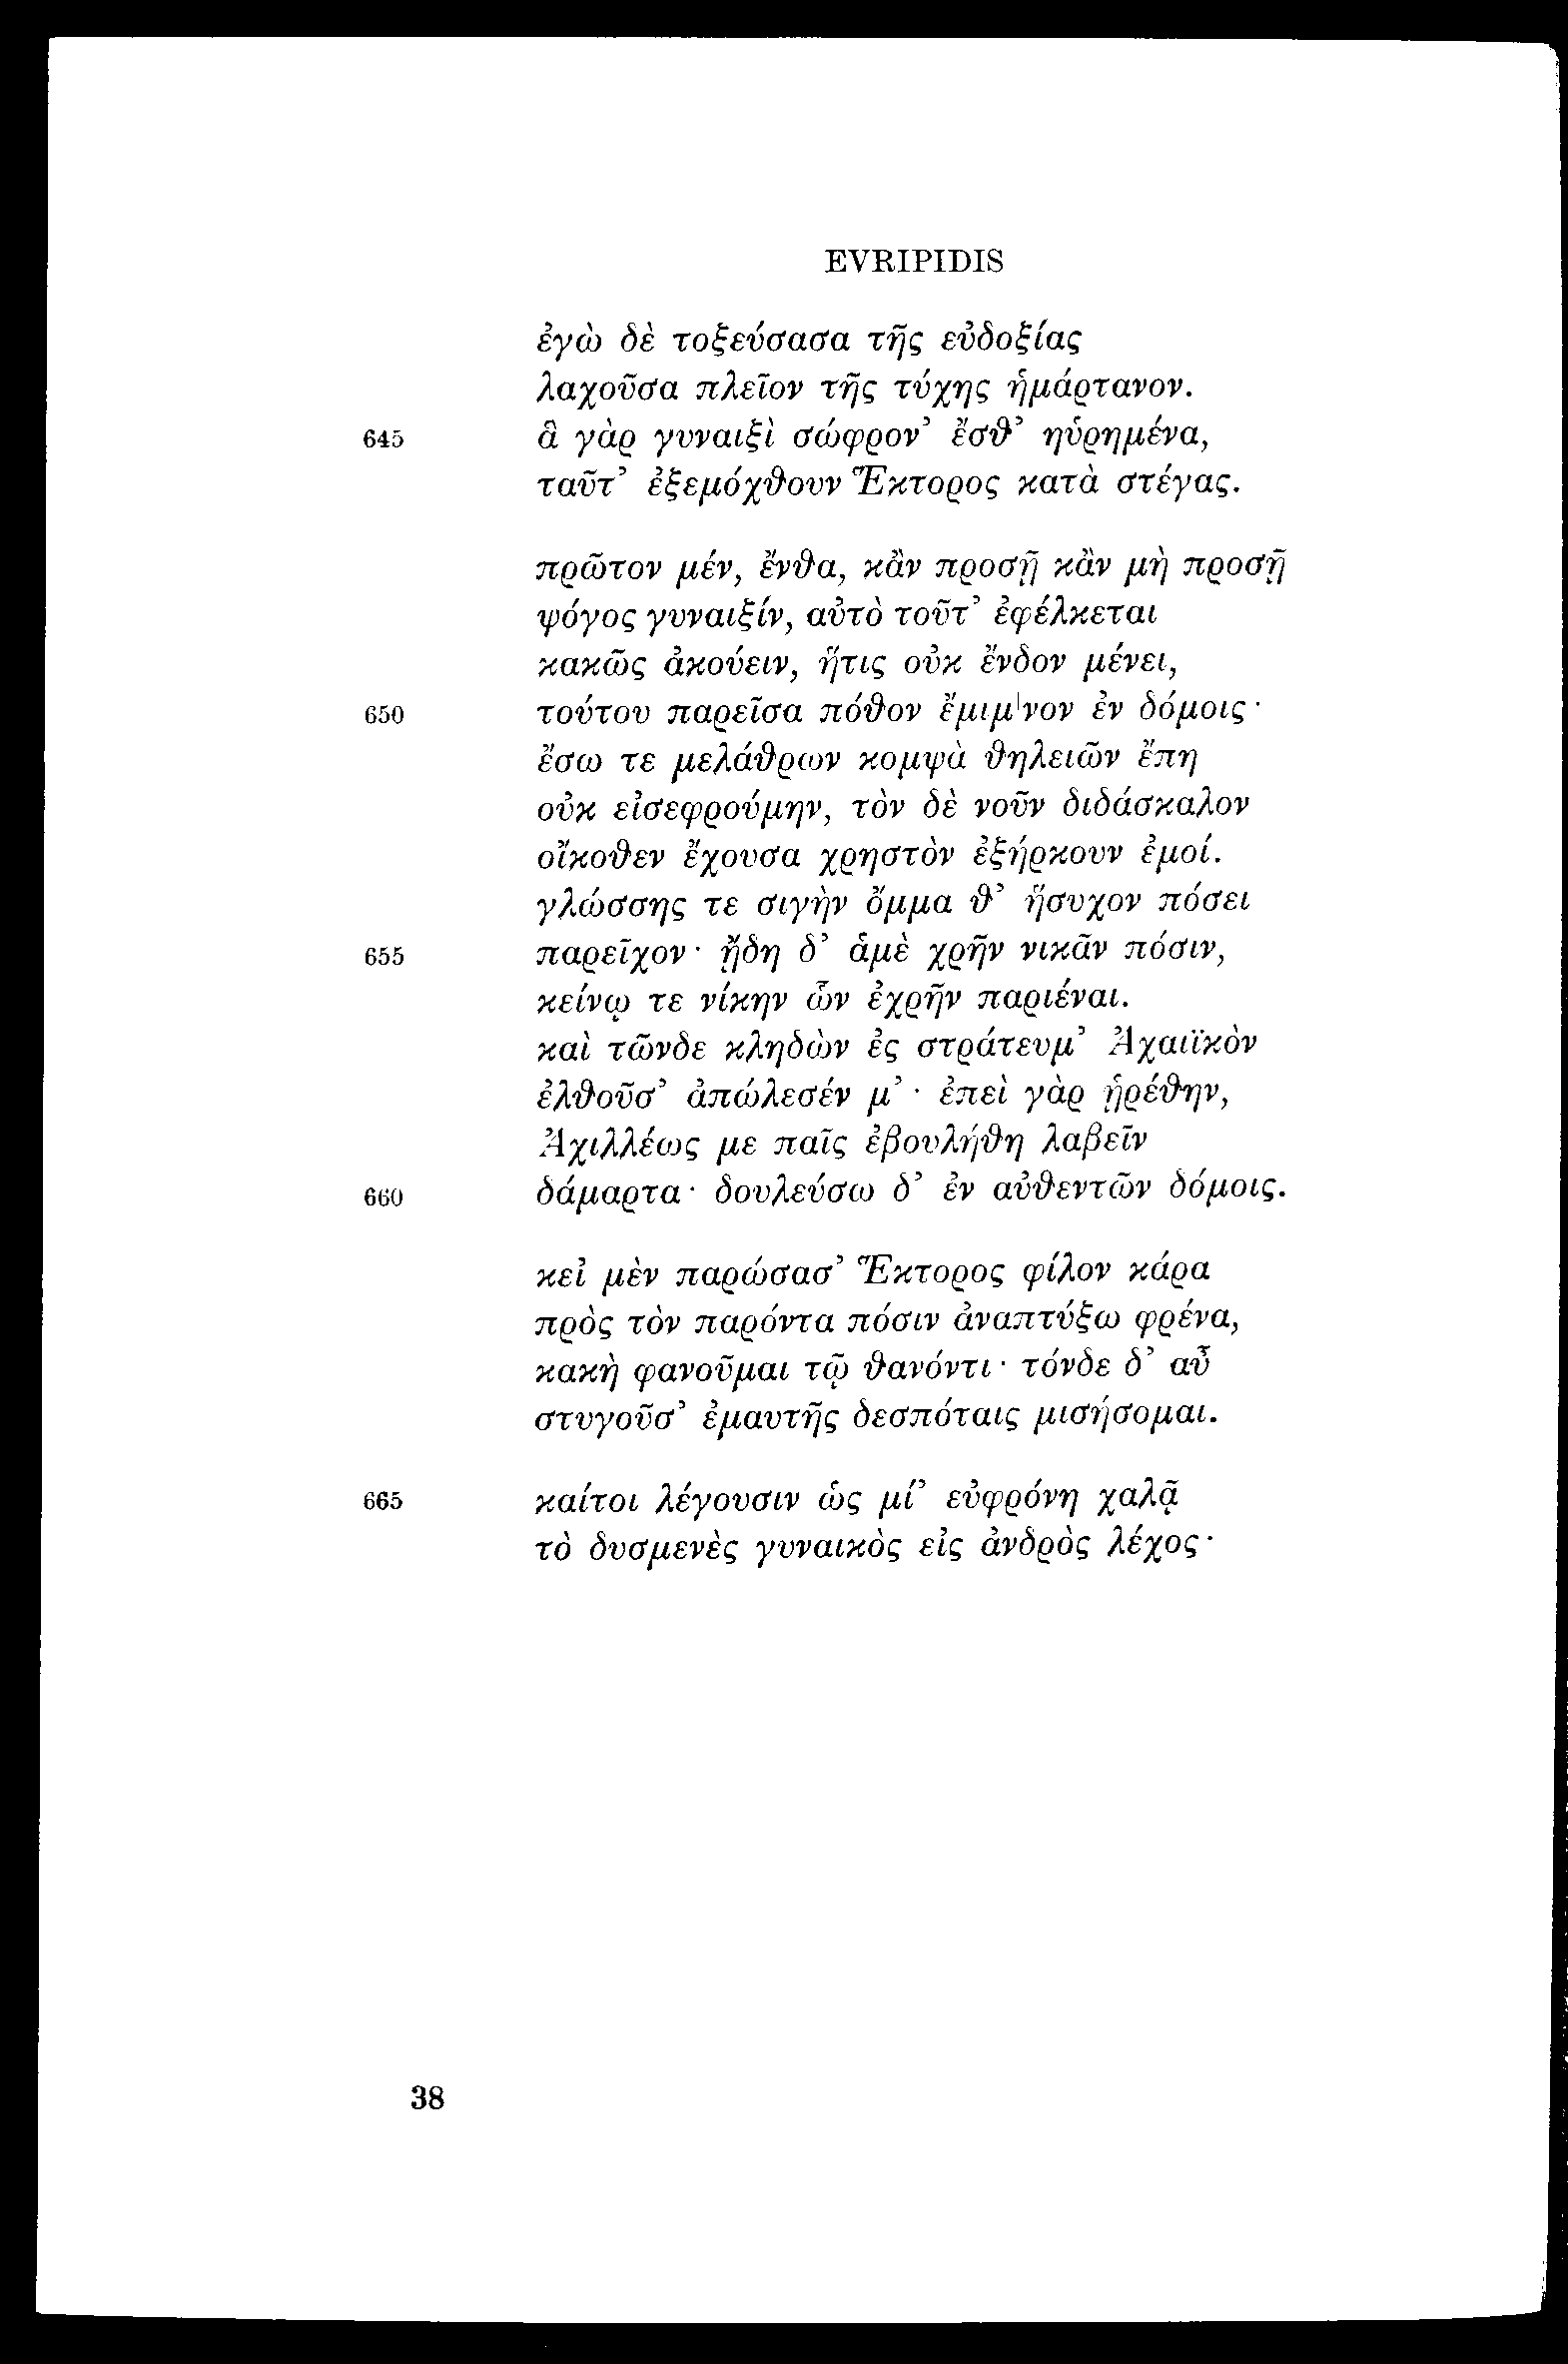 EVRIPIDIS
ἐγὼ δὲ τοξεύσασα τῆς εὐδοξίας
λαχοῦσα πλεῖον τῆς τύχης ἡμάρτανον.
645 ἃ γὰρ γυναιξὶ σώφρον’ ἔσθ’ ηὑρημένα,
ταῦτ’ ἐξεμόχθουν Ἕκτορος κατὰ στέγας.
πρῶτον μέν, ἔνθα, κἂν προσῇ κἂν μὴ προσῇ
ψόγος γυναιξίν, αὐτὸ τοῦτ’ ἐφέλκεται
κακῶς ἀκούειν, ἥτις οὐκ ἔνδον μένει,
650 τούτου παρεῖσα πόθον ἔμιμνον ἐν δόμοις·
ἔσω τε μελάθρων κομψὰ θηλειῶν ἔπη
οὐκ εἰσεφρούμην, τὸν δὲ νοῦν διδάσκαλον
οἴκοθεν ἔχουσα χρηστὸν ἐξήρκουν ἐμοί.
γλώσσης τε σιγὴν ὄμμα θ’ ἥσυχον πόσει
655 παρεῖχον· ᾔδη δ’ ἁμὲ χρῆν νικᾶν πόσιν,
κείνῳ τε νίκην ὧν ἐχρῆν παριέναι.
καὶ τῶνδε κληδὼν ἐς στράτευμ’ Ἀχαιϊκὸν
ἐλθοῦσ’ ἀπώλεσέν μ’· ἐπεὶ γὰρ ᾑρέθην,
Ἀχιλλέως με παῖς ἐβουλήθη λαβεῖν
660 δάμαρτα· δουλεύσω δ’ ἐν αὐθεντῶν δόμοις.
κεἰ μὲν παρώσασ’ Ἕκτορος φίλον κάρα
πρὸς τὸν παρόντα πόσιν ἀναπτύξω φρένα,
κακὴ φανοῦμαι τῷ θανόντι· τόνδε δ’ αὖ
στυγοῦσ’ ἐμαυτῆς δεσπόταις μισήσομαι.
665 καίτοι λέγουσιν ὡς μί’ εὐφρόνη χαλᾷ
τὸ δυσμενὲς γυναικὸς εἰς ἀνδρὸς λέχος·
38